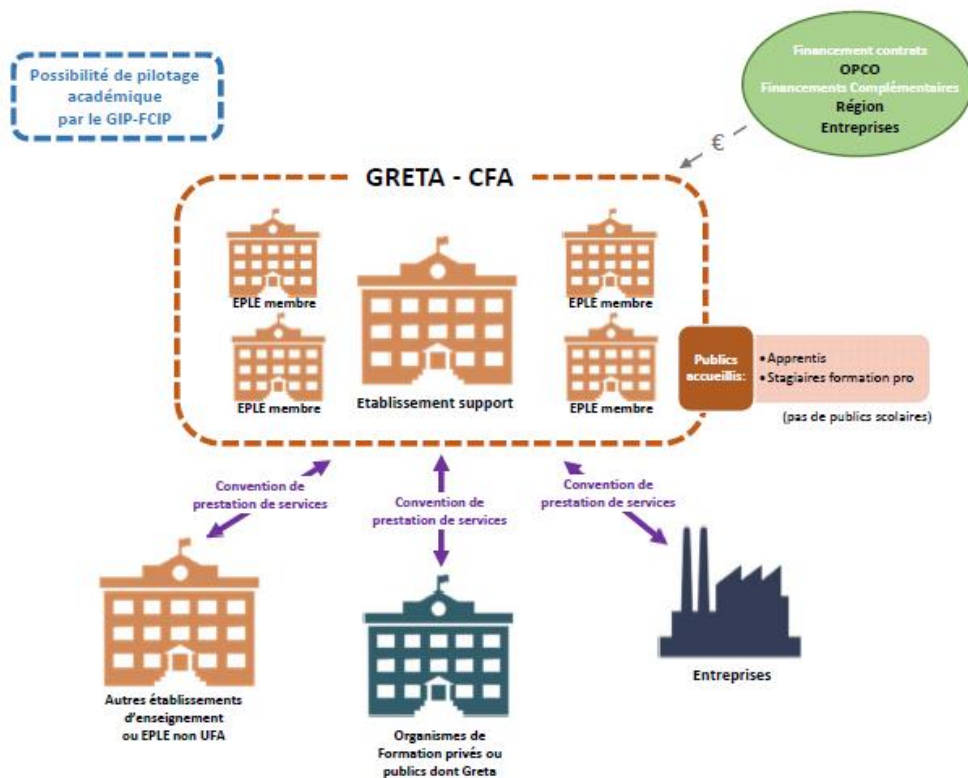 Possibilité de pilotage
académique
par le GIP-FCIP
Financement contrats
OPCO
Financements Complémentaires
Région
Entreprises
€
GRETA - CFA
EPLE membre
EPLE membre
EPLE membre
Etablissement support
EPLE membre
Publics
accueillis:
• Apprentis
• Stagiaires formation pro
(pas de publics scolaires)
Convention de
prestation de services
Convention de
prestation de services
Convention de
prestation de services
Autres établissements
d'enseignement
ou EPLE non UFA
Organismes de
Formation privés ou
publics dont Greta
Entreprises